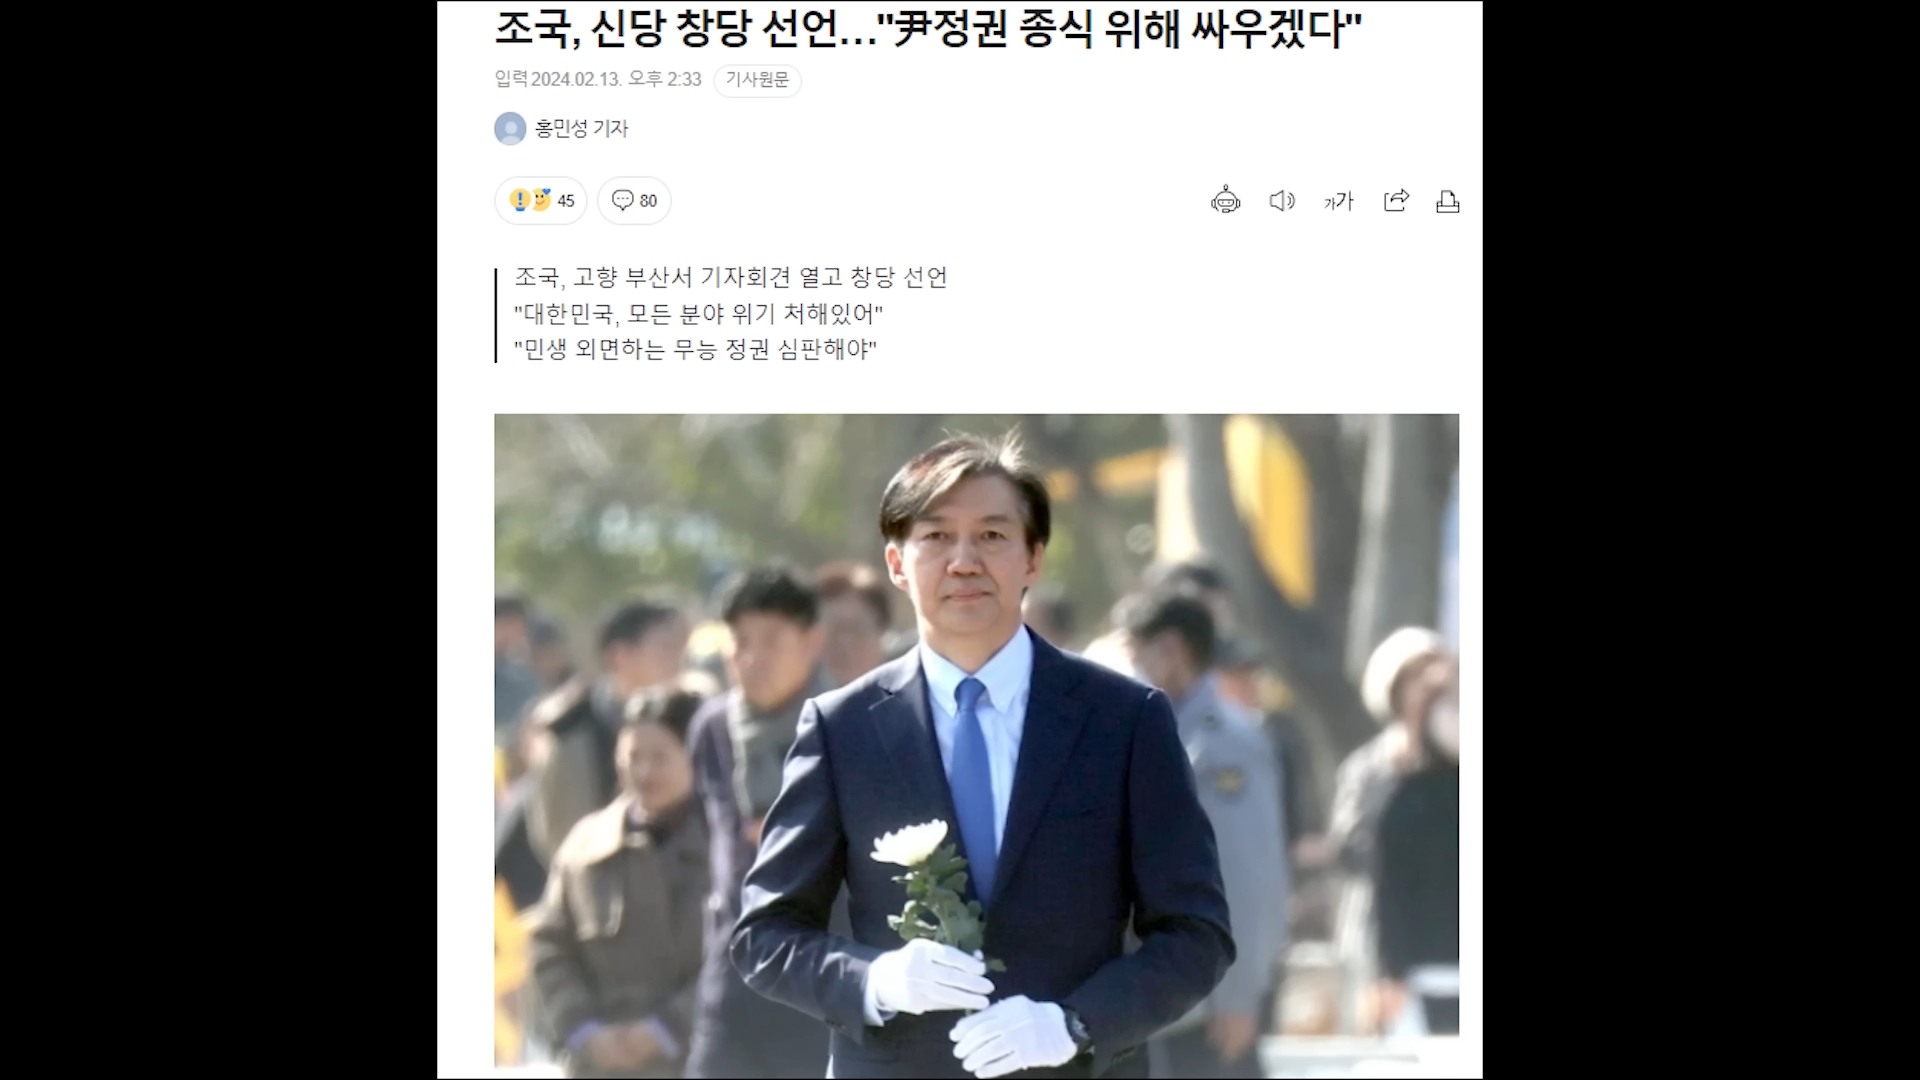 조국, 신당 창당 선언…"尹정권 종식 위해 싸우겠다"
입력 2024.02.13. 오후 2:33 기사원문
홍민성 기자
45 80 가가
조국, 고향 부산서 기자회견 열고 창당 선언
"대한민국, 모든 분야 위기 처해있어"
"민생 외면하는 무능 정권 심판해야"